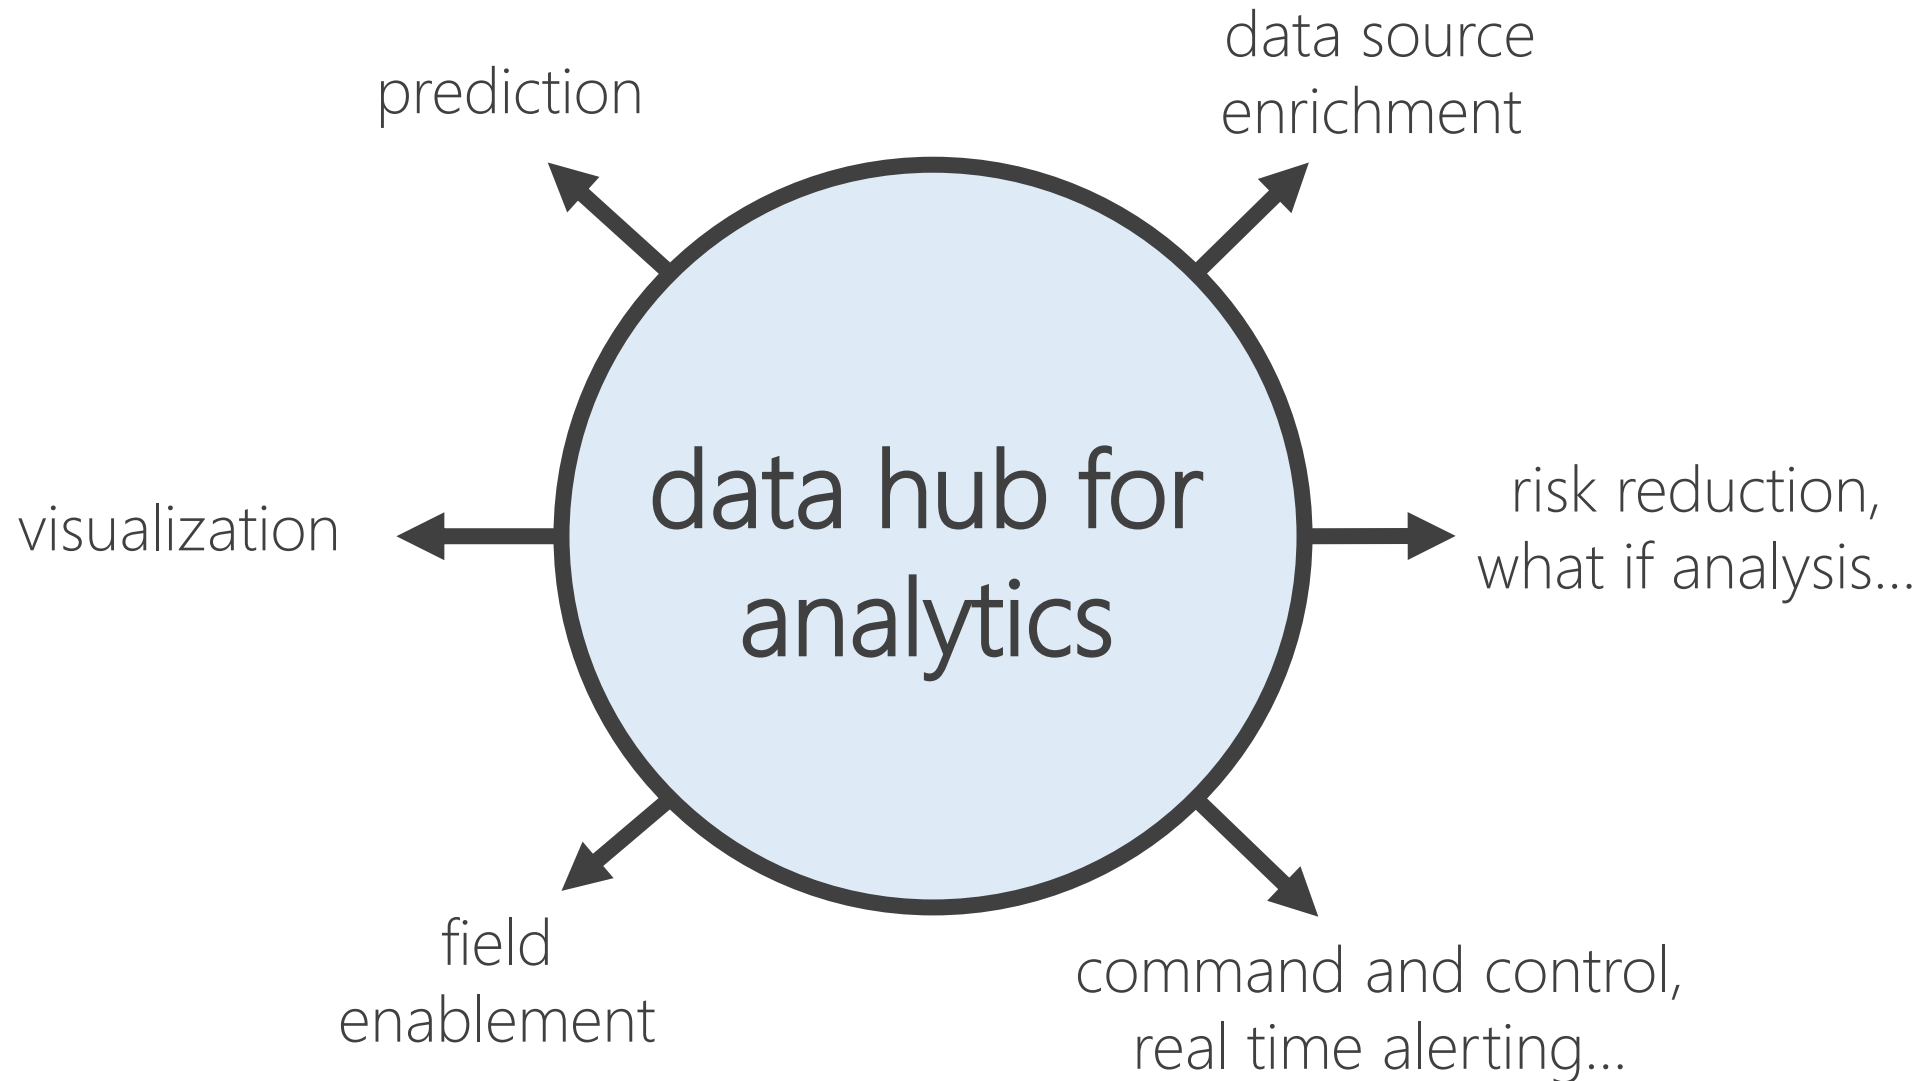 prediction
data source
enrichment
visualization
data hub for
analytics
risk reduction,
what if analysis...
field
enablement
command and control,
real time alerting...